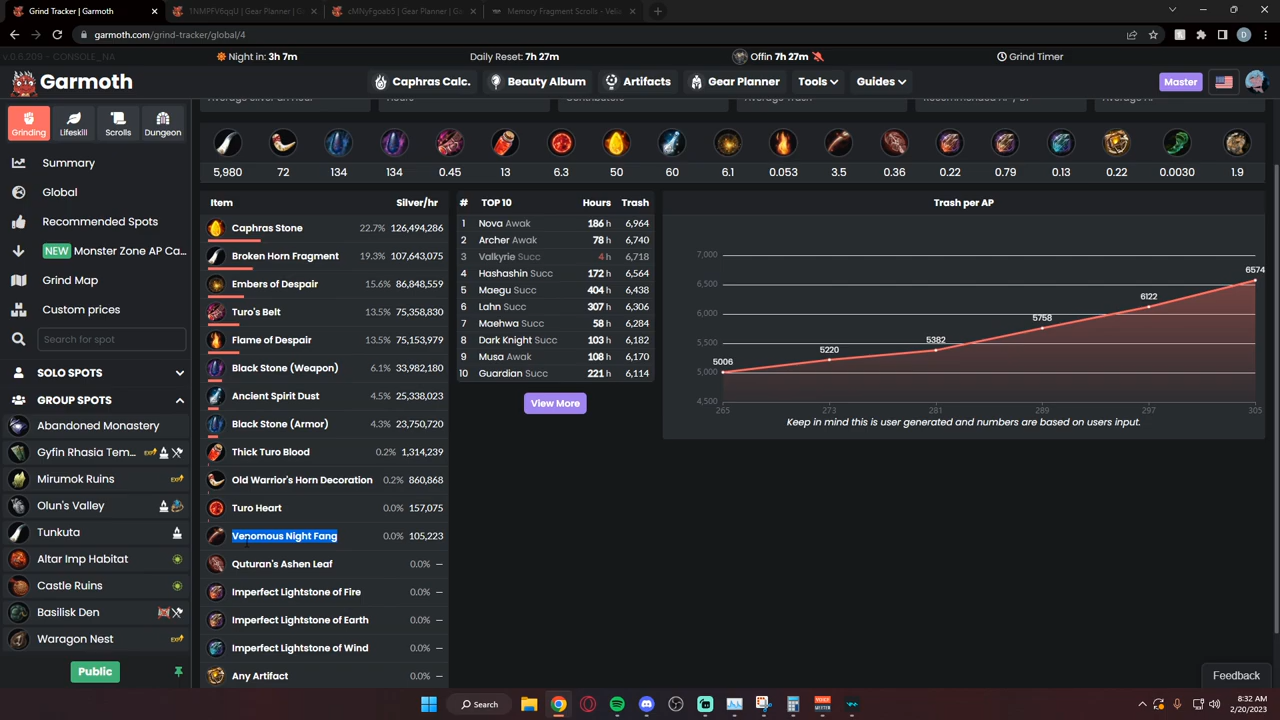 Grind Tracker | Garmoth
1NMPFV6qqU | Gear Planner | G
cMNyFgoab5 | Gear Planner | Ga
Memory Fragment Scrolls - Velia
garmoth.com/grind-tracker/global/4
v.0.6.209 - CONSOLE_NA
Night in: 3h 7m
Daily Reset: 7h 27m
Offin 7h 27m
Grind Timer
Garmoth
Caphras Calc.
Beauty Album
Artifacts
Gear Planner
Tools
Guides
Master
Grinding
Lifeskill
Scrolls
Dungeon
Summary
Global
Recommended Spots
NEW Monster Zone AP Ca...
Grind Map
Custom prices
Search for spot
SOLO SPOTS
GROUP SPOTS
Abandoned Monastery
Gyfin Rhasia Tem...
Mirumok Ruins
Olun's Valley
Tunkuta
Altar Imp Habitat
Castle Ruins
Basilisk Den
Waragon Nest
Public
5,980 72 134 134 0.45 13 6.3 50 60 6.1 0.053 3.5 0.36 0.22 0.79 0.13 0.22 0.0030 1.9
Item Silver/hr
Caphras Stone 22.7% 126,494,286
Broken Horn Fragment 19.3% 107,643,075
Embers of Despair 15.6% 86,848,559
Turo's Belt 13.5% 75,358,830
Flame of Despair 13.5% 75,153,979
Black Stone (Weapon) 6.1% 33,982,180
Ancient Spirit Dust 4.5% 25,338,023
Black Stone (Armor) 4.3% 23,750,720
Thick Turo Blood 0.2% 1,314,239
Old Warrior's Horn Decoration 0.2% 860,868
Turo Heart 0.0% 157,075
Venomous Night Fang 0.0% 105,223
Quturan's Ashen Leaf 0.0% —
Imperfect Lightstone of Fire 0.0% —
Imperfect Lightstone of Earth 0.0% —
Imperfect Lightstone of Wind 0.0% —
Any Artifact 0.0% —
# TOP 10 Hours Trash
1 Nova Awak 186 h 6,964
2 Archer Awak 78 h 6,740
3 Valkyrie Succ 4 h 6,718
4 Hashashin Succ 172 h 6,564
5 Maegu Succ 404 h 6,438
6 Lahn Succ 307 h 6,306
7 Maehwa Succ 58 h 6,284
8 Dark Knight Succ 103 h 6,182
9 Musa Awak 108 h 6,170
10 Guardian Succ 221 h 6,114
View More
Trash per AP
7,000
6,500
6,000
5,500
5,000
4,500
5006
5220
5382
5758
6122
6574
265 273 281 289 297 305
Keep in mind this is user generated and numbers are based on users input.
Feedback
Search
8:32 AM
2/20/2023